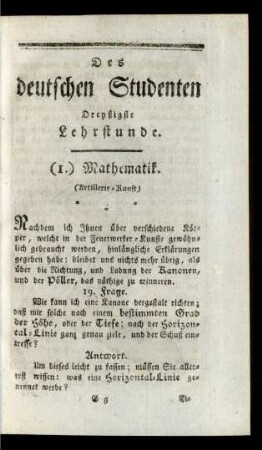 Des
deutschen Studenten
Dreyßigste
Lehrstunde.
(1.) Mathematik.
(Artillerie-Kunst)
Nachdem ich Ihnen über verschiedene Kör-
per, welche in der Feuerwerker-Kunste gewöhn-
lich gebraucht werden, hinlängliche Erklärungen
gegeben habe: bleibet uns nichts mehr übrig, als
über die Richtung, und Ladung der Kanonen,
und der Pöller, das nöthige zu erinnern.
19. Frage.
Wie kann ich eine Kanone dergestalt richten;
daß mir solche nach einem bestimmten Grad
der Höhe, oder der Tiefe; nach der Horizon-
tal-Linie ganz genau ziele, und der Schuß ein-
treffe?
Antwort.
Um dieses leicht zu fassen; müssen Sie aller-
erst wissen: was eine Horizontal-Linie ge-
nennet werde?
G g